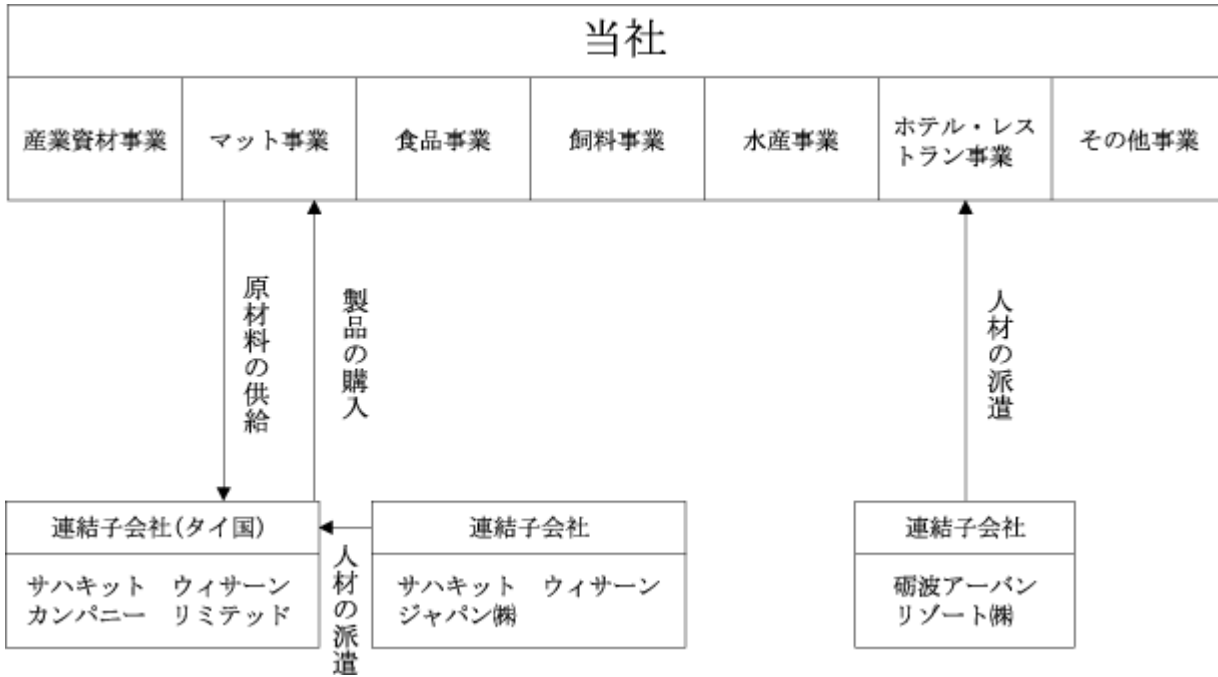 当社
産業資材事業
マット事業
食品事業
飼料事業
水産事業
ホテル・レス
トラン事業
その他事業
原材料の供給
製品の購入
人材の派遣
連結子会社(タイ国)
サハキット ウィサーン
カンパニー リミテッド
人材の派遣
連結子会社
サハキット ウィサーン
ジャパン㈱
連結子会社
砺波アーバン
リゾート㈱